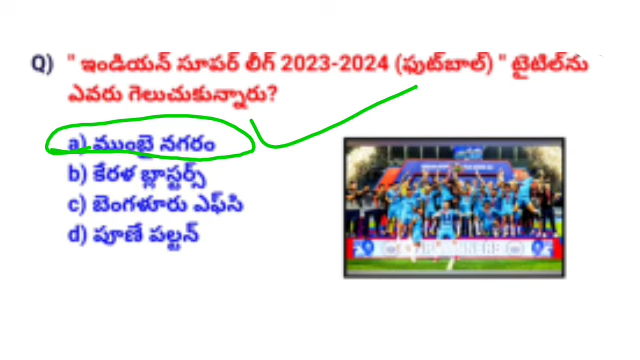 Q) " ఇండియన్ సూపర్ లీగ్ 2023-2024 (ఫుట్‌బాల్) " టైటిల్‌ను
ఎవరు గెలుచుకున్నారు?
a) ముంబై నగరం
b) కేరళ బ్లాస్టర్స్
c) బెంగళూరు ఎఫ్‌సి
d) పూణే పల్టన్